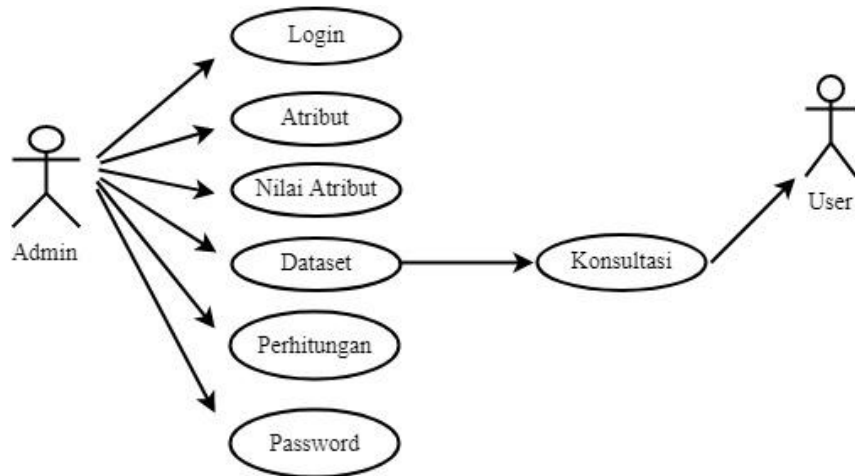 Login
Atribut
Nilai Atribut
Dataset
Perhitungan
Password
Admin
Konsultasi
User